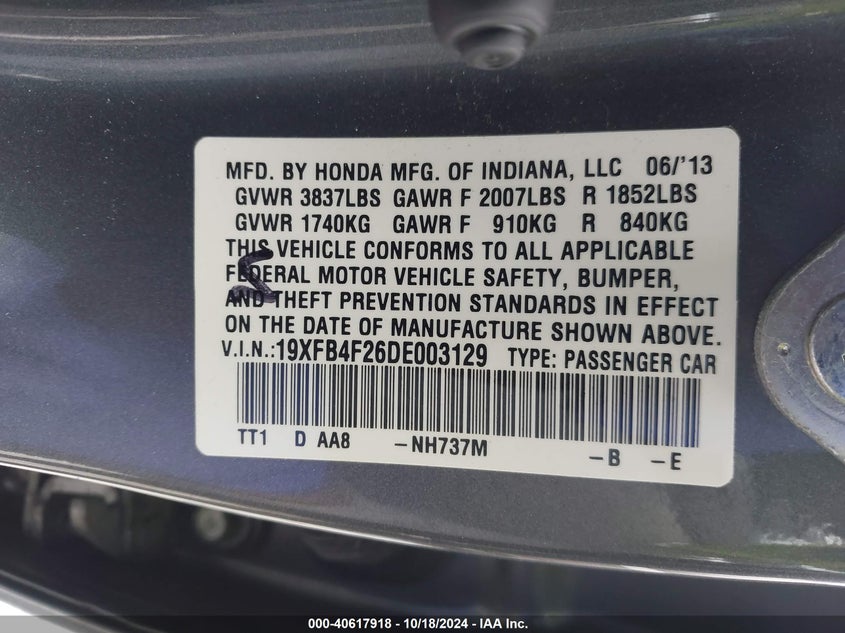 MFD. BY HONDA MFG. OF INDIANA, LLC 06/'13
GVWR 3837LBS GAWR F 2007LBS R 1852LBS
GVWR 1740KG GAWR F 910KG R 840KG
THIS VEHICLE CONFORMS TO ALL APPLICABLE
FEDERAL MOTOR VEHICLE SAFETY, BUMPER,
AND THEFT PREVENTION STANDARDS IN EFFECT
ON THE DATE OF MANUFACTURE SHOWN ABOVE.
V.I.N.:19XFB4F26DE003129 TYPE: PASSENGER CAR
TT1 D AA8 -NH737M -B -E
000-40617918 - 10/18/2024 - IAA Inc.